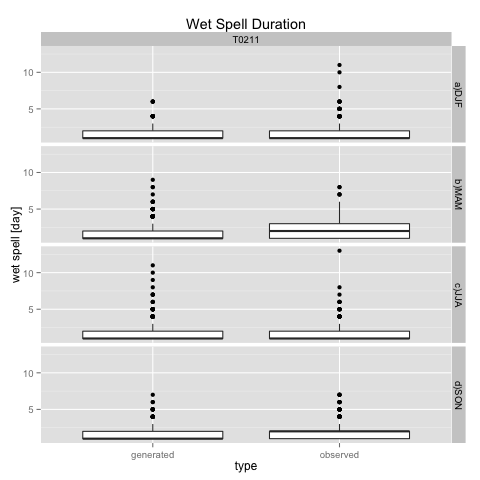 Wet Spell Duration
T0211
10
5
a)DJF
10
5
b)MAM
10
5
c)JJA
10
5
d)SON
wet spell [day]
generated observed
type